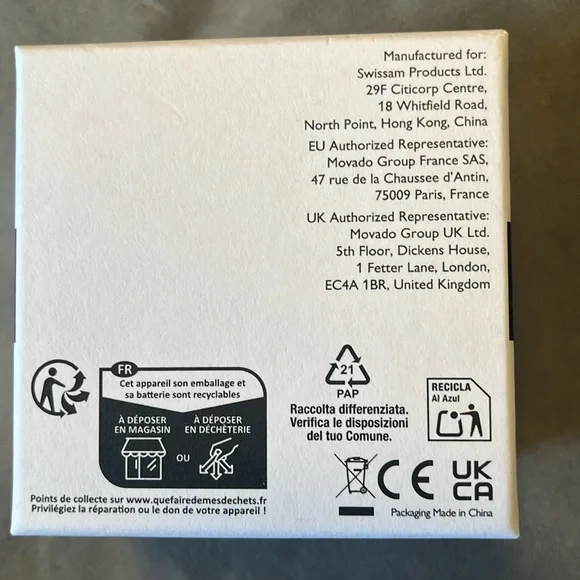 Manufactured for:
Swissam Products Ltd.
29F Citicorp Centre,
18 Whitfield Road,
North Point, Hong Kong, China
EU Authorized Representative:
Movado Group France SAS,
47 rue de la Chaussee d'Antin,
75009 Paris, France
UK Authorized Representative:
Movado Group UK Ltd.
5th Floor, Dickens House,
1 Fetter Lane, London,
EC4A 1BR, United Kingdom
FR
Cet appareil son emballage et
sa batterie sont recyclables
À DÉPOSER
EN MAGASIN
OU
À DÉPOSER
EN DÉCHÈTERIE
Points de collecte sur www.quefairedemesdechets.fr
Privilégiez la réparation ou le don de votre appareil !
21
PAP
Raccolta differenziata.
Verifica le disposizioni
del tuo Comune.
RECICLA
Al Azul
CE
UK
CA
Packaging Made in China